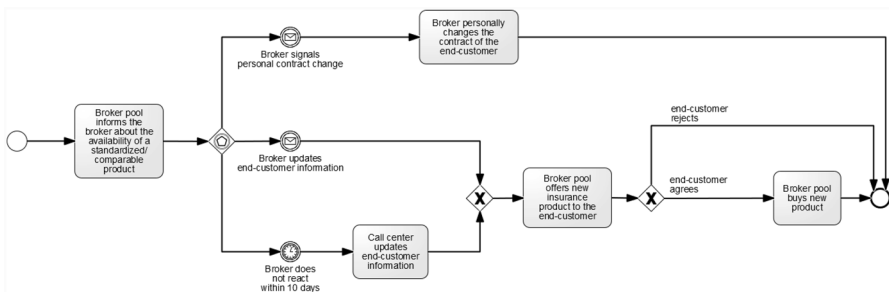 Broker personally
changes the
contract of the
end-customer
Broker signals
personal contract change
Broker pool
informs the
broker about the
availability of a
standardized/
comparable
product
Broker updates
end-customer information
end-customer
rejects
Broker pool
offers new
insurance
product to the
end-customer
end-customer
agrees
Broker pool
buys new
product
Call center
updates
end-customer
information
Broker does
not react
within 10 days